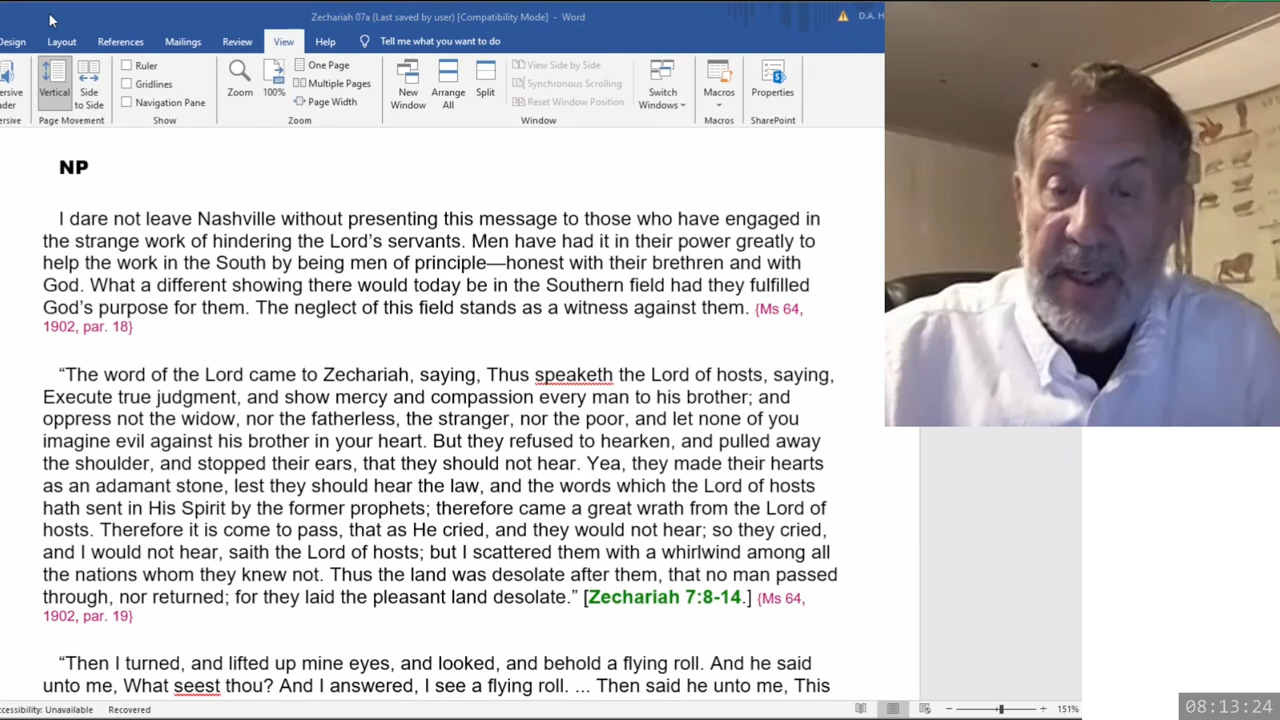 Zechariah 07a (Last saved by user) [Compatibility Mode] - Word
D.A. H
Design Layout References Mailings Review View Help Tell me what you want to do
Vertical
Side to Side
Page Movement
Ruler
Gridlines
Navigation Pane
Show
Zoom
100%
One Page
Multiple Pages
Page Width
Zoom
New Window
Arrange All
Split
View Side by Side
Synchronous Scrolling
Reset Window Position
Window
Switch Windows
Macros
Macros
Properties
SharePoint
NP
I dare not leave Nashville without presenting this message to those who have engaged in
the strange work of hindering the Lord’s servants. Men have had it in their power greatly to
help the work in the South by being men of principle—honest with their brethren and with
God. What a different showing there would today be in the Southern field had they fulfilled
God’s purpose for them. The neglect of this field stands as a witness against them. {Ms 64,
1902, par. 18}
“The word of the Lord came to Zechariah, saying, Thus speaketh the Lord of hosts, saying,
Execute true judgment, and show mercy and compassion every man to his brother; and
oppress not the widow, nor the fatherless, the stranger, nor the poor, and let none of you
imagine evil against his brother in your heart. But they refused to hearken, and pulled away
the shoulder, and stopped their ears, that they should not hear. Yea, they made their hearts
as an adamant stone, lest they should hear the law, and the words which the Lord of hosts
hath sent in His Spirit by the former prophets; therefore came a great wrath from the Lord of
hosts. Therefore it is come to pass, that as He cried, and they would not hear; so they cried,
and I would not hear, saith the Lord of hosts; but I scattered them with a whirlwind among all
the nations whom they knew not. Thus the land was desolate after them, that no man passed
through, nor returned; for they laid the pleasant land desolate.” [Zechariah 7:8-14.] {Ms 64,
1902, par. 19}
“Then I turned, and lifted up mine eyes, and looked, and behold a flying roll. And he said
unto me, What seest thou? And I answered, I see a flying roll. ... Then said he unto me, This
Accessibility: Unavailable Recovered
151%
08:13:24